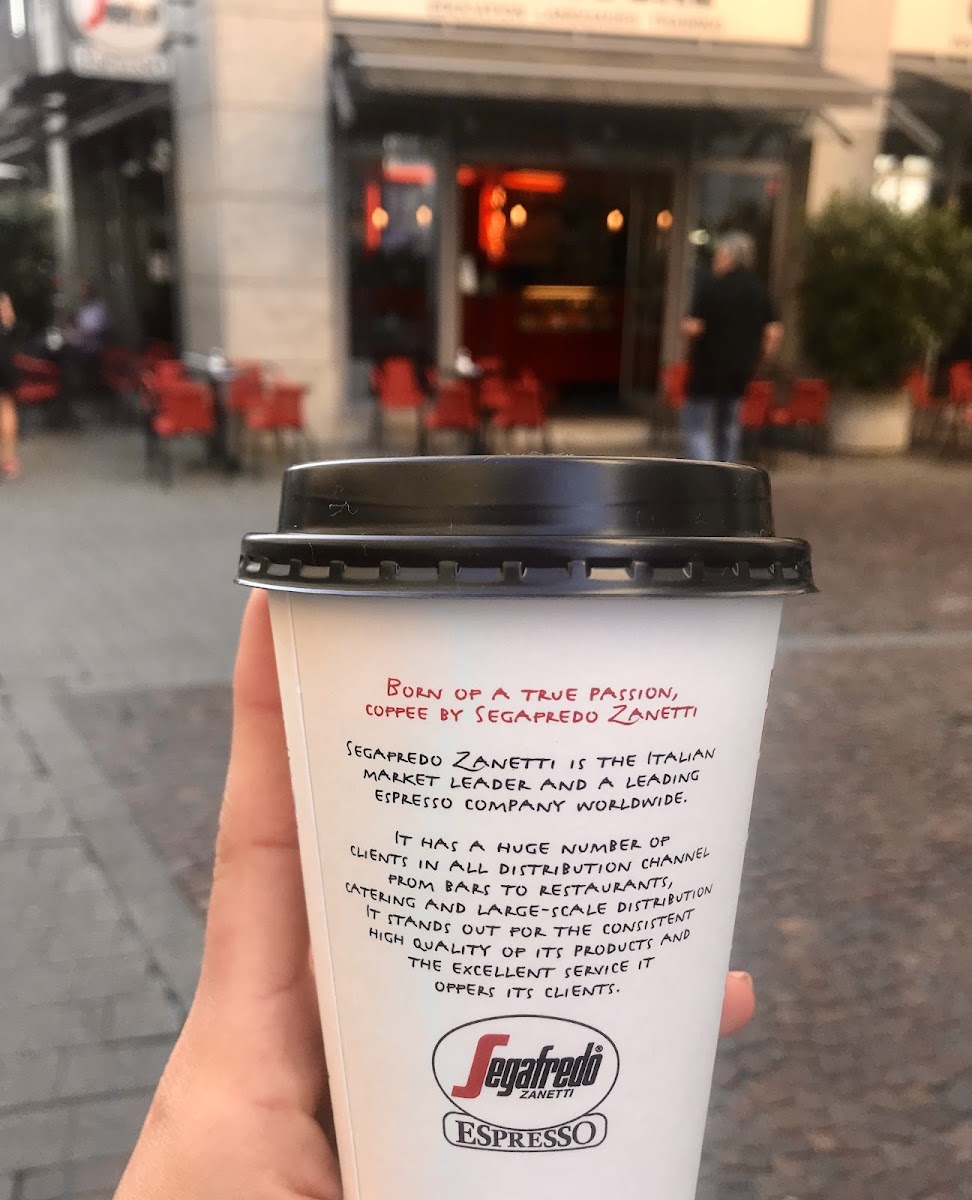 EDUCATION LANGUAGES TRAINING
Born of a true passion,
coffee by Segafredo Zanetti
Segafredo Zanetti is the Italian
market leader and a leading
espresso company worldwide.
It has a huge number of
clients in all distribution channel
from bars to restaurants,
catering and large-scale distribution
It stands out for the consistent
high quality of its products and
the excellent service it
offers its clients.
Segafredo®
ZANETTI
ESPRESSO